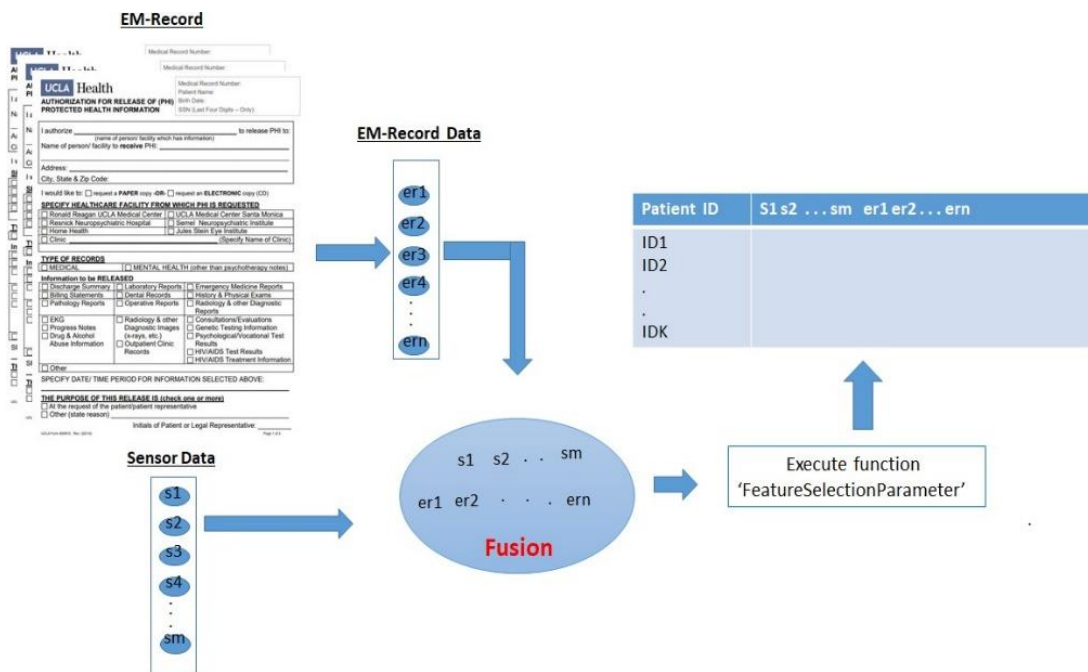 EM-Record
UCLA Health
Medical Record Number:
Medical Record Number:
UCLA Health
Medical Record Number:
Patient Name:
Birth Date:
SSN (Last Four Digits – Only):
AUTHORIZATION FOR RELEASE OF (PHI)
PROTECTED HEALTH INFORMATION
I authorize to release PHI to:
(name of person/ facility which has information)
Name of person/ facility to receive PHI:
Address:
City, State & Zip Code:
I would like to: request a PAPER copy -OR- request an ELECTRONIC copy (CD)
SPECIFY HEALTHCARE FACILITY FROM WHICH PHI IS REQUESTED
Ronald Reagan UCLA Medical Center UCLA Medical Center Santa Monica
Resnick Neuropsychiatric Hospital Semel Neuropsychiatric Institute
Home Health Jules Stein Eye Institute
Clinic (Specify Name of Clinic)
TYPE OF RECORDS
MEDICAL MENTAL HEALTH (other than psychotherapy notes)
Information to be RELEASED
Discharge Summary Laboratory Reports Emergency Medicine Reports
Billing Statements Dental Records History & Physical Exams
Pathology Reports Operative Reports Radiology & other Diagnostic
Reports
EKG Radiology & other Consultations/Evaluations
Progress Notes Diagnostic Images Genetic Testing Information
Drug & Alcohol (x-rays, etc.) Psychological/Vocational Test
Abuse Information Outpatient Clinic Results
Records HIV/AIDS Test Results
HIV/AIDS Treatment Information
Other
SPECIFY DATE/ TIME PERIOD FOR INFORMATION SELECTED ABOVE:
THE PURPOSE OF THIS RELEASE IS (check one or more)
At the request of the patient/patient representative
Other (state reason)
Initials of Patient or Legal Representative:
EM-Record Data
er1
er2
er3
er4
.
.
.
ern
Sensor Data
s1
s2
s3
s4
.
.
.
sm
s1 s2 . . sm
er1 er2 . . . ern
Fusion
Execute function
'FeatureSelectionParameter'
Patient ID S1 s2 ...sm er1 er2... ern
ID1
ID2
.
.
IDK
.